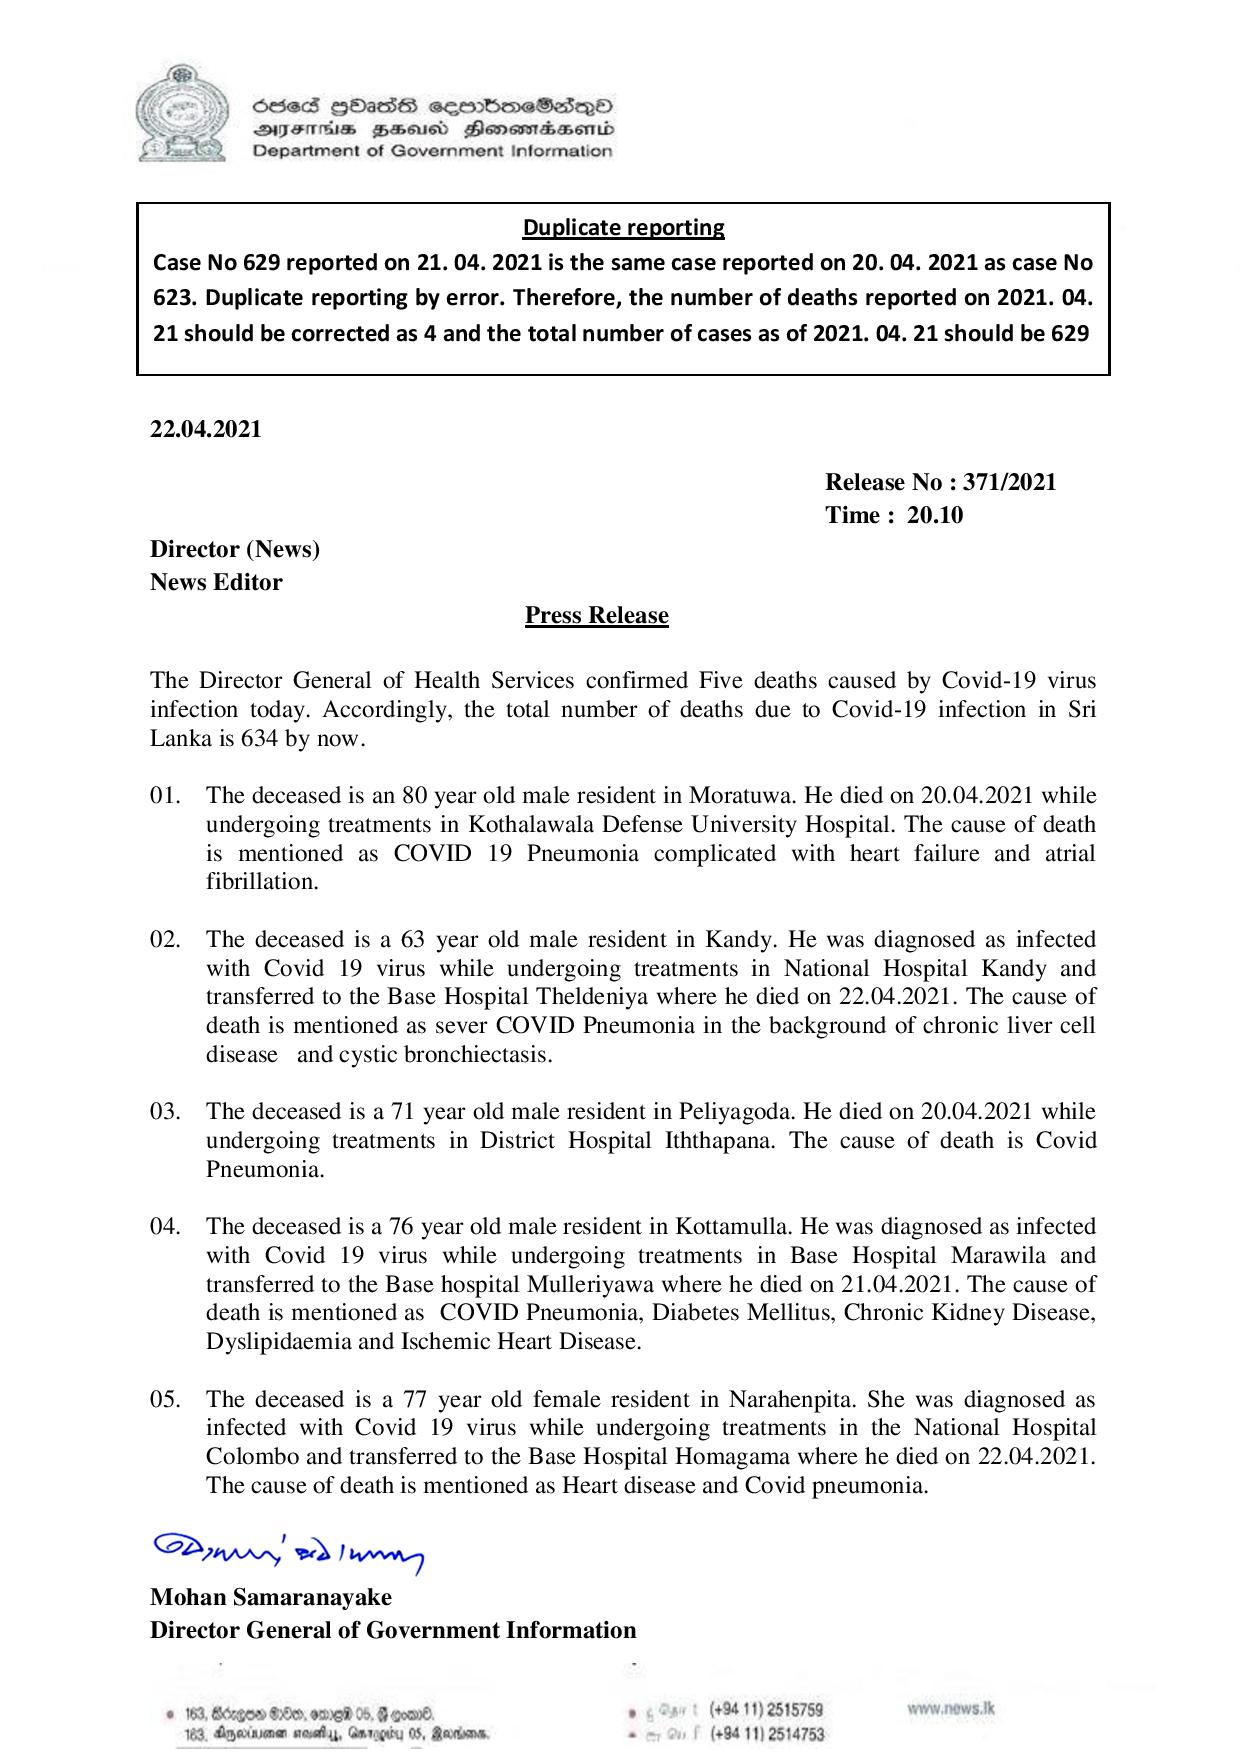 රජයේ ප්‍රවෘත්ති දෙපාර්තමේන්තුව
அரசாங்க தகவல் திணைக்களம்
Department of Government Information
Duplicate reporting
Case No 629 reported on 21. 04. 2021 is the same case reported on 20. 04. 2021 as case No
623. Duplicate reporting by error. Therefore, the number of deaths reported on 2021. 04.
21 should be corrected as 4 and the total number of cases as of 2021. 04. 21 should be 629
22.04.2021
Release No : 371/2021
Time :  20.10
Director (News)
News Editor
Press Release
The Director General of Health Services confirmed Five deaths caused by Covid-19 virus
infection today. Accordingly, the total number of deaths due to Covid-19 infection in Sri
Lanka is 634 by now.
01. The deceased is an 80 year old male resident in Moratuwa. He died on 20.04.2021 while
undergoing treatments in Kothalawala Defense University Hospital. The cause of death
is mentioned as COVID 19 Pneumonia complicated with heart failure and atrial
fibrillation.
02. The deceased is a 63 year old male resident in Kandy. He was diagnosed as infected
with Covid 19 virus while undergoing treatments in National Hospital Kandy and
transferred to the Base Hospital Theldeniya where he died on 22.04.2021. The cause of
death is mentioned as sever COVID Pneumonia in the background of chronic liver cell
disease  and cystic bronchiectasis.
03. The deceased is a 71 year old male resident in Peliyagoda. He died on 20.04.2021 while
undergoing treatments in District Hospital Iththapana. The cause of death is Covid
Pneumonia.
04. The deceased is a 76 year old male resident in Kottamulla. He was diagnosed as infected
with Covid 19 virus while undergoing treatments in Base Hospital Marawila and
transferred to the Base hospital Mulleriyawa where he died on 21.04.2021. The cause of
death is mentioned as  COVID Pneumonia, Diabetes Mellitus, Chronic Kidney Disease,
Dyslipidaemia and Ischemic Heart Disease.
05. The deceased is a 77 year old female resident in Narahenpita. She was diagnosed as
infected with Covid 19 virus while undergoing treatments in the National Hospital
Colombo and transferred to the Base Hospital Homagama where he died on 22.04.2021.
The cause of death is mentioned as Heart disease and Covid pneumonia.
Mohan Samaranayake
Director General of Government Information
163, කිරුලපන මාවත, කොළඹ 05, ශ්‍රී ලංකාව.
163, கிருலப்பனை வெளியூ, கொழும்பு 05, இலங்கை.
(+94 11) 2515759
(+94 11) 2514753
www.news.lk